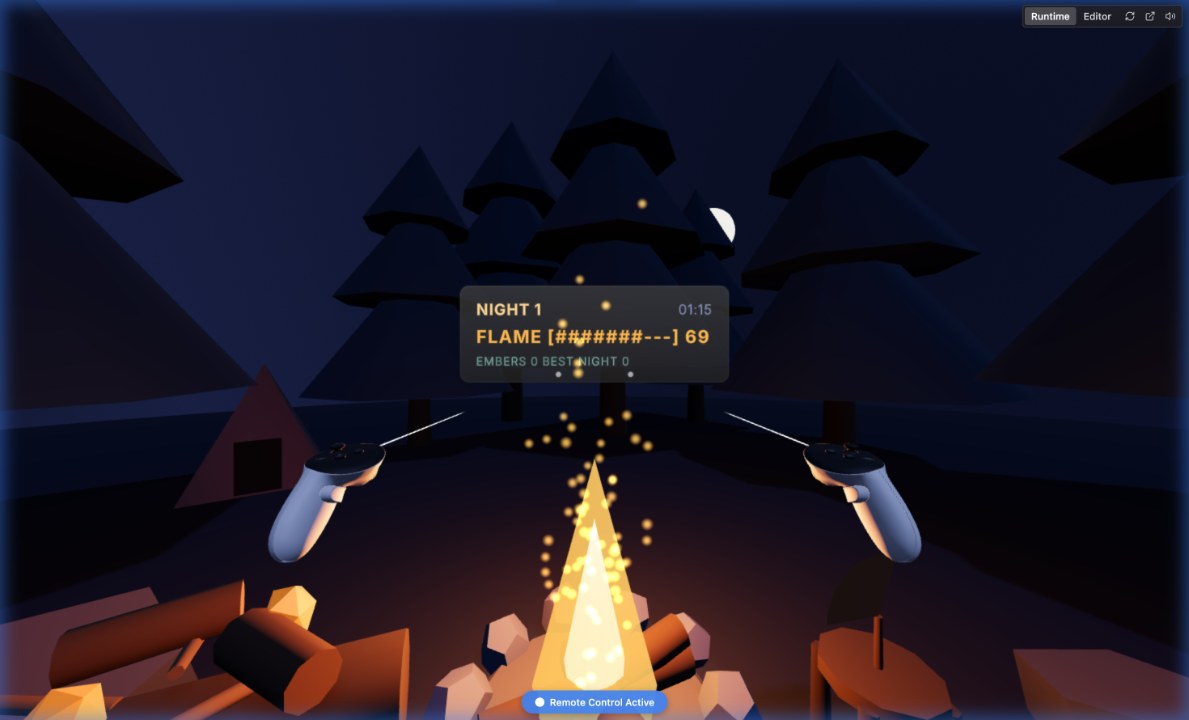 Runtime Editor
NIGHT 1 01:15
FLAME [#######---] 69
EMBERS 0 BEST NIGHT 0
Remote Control Active